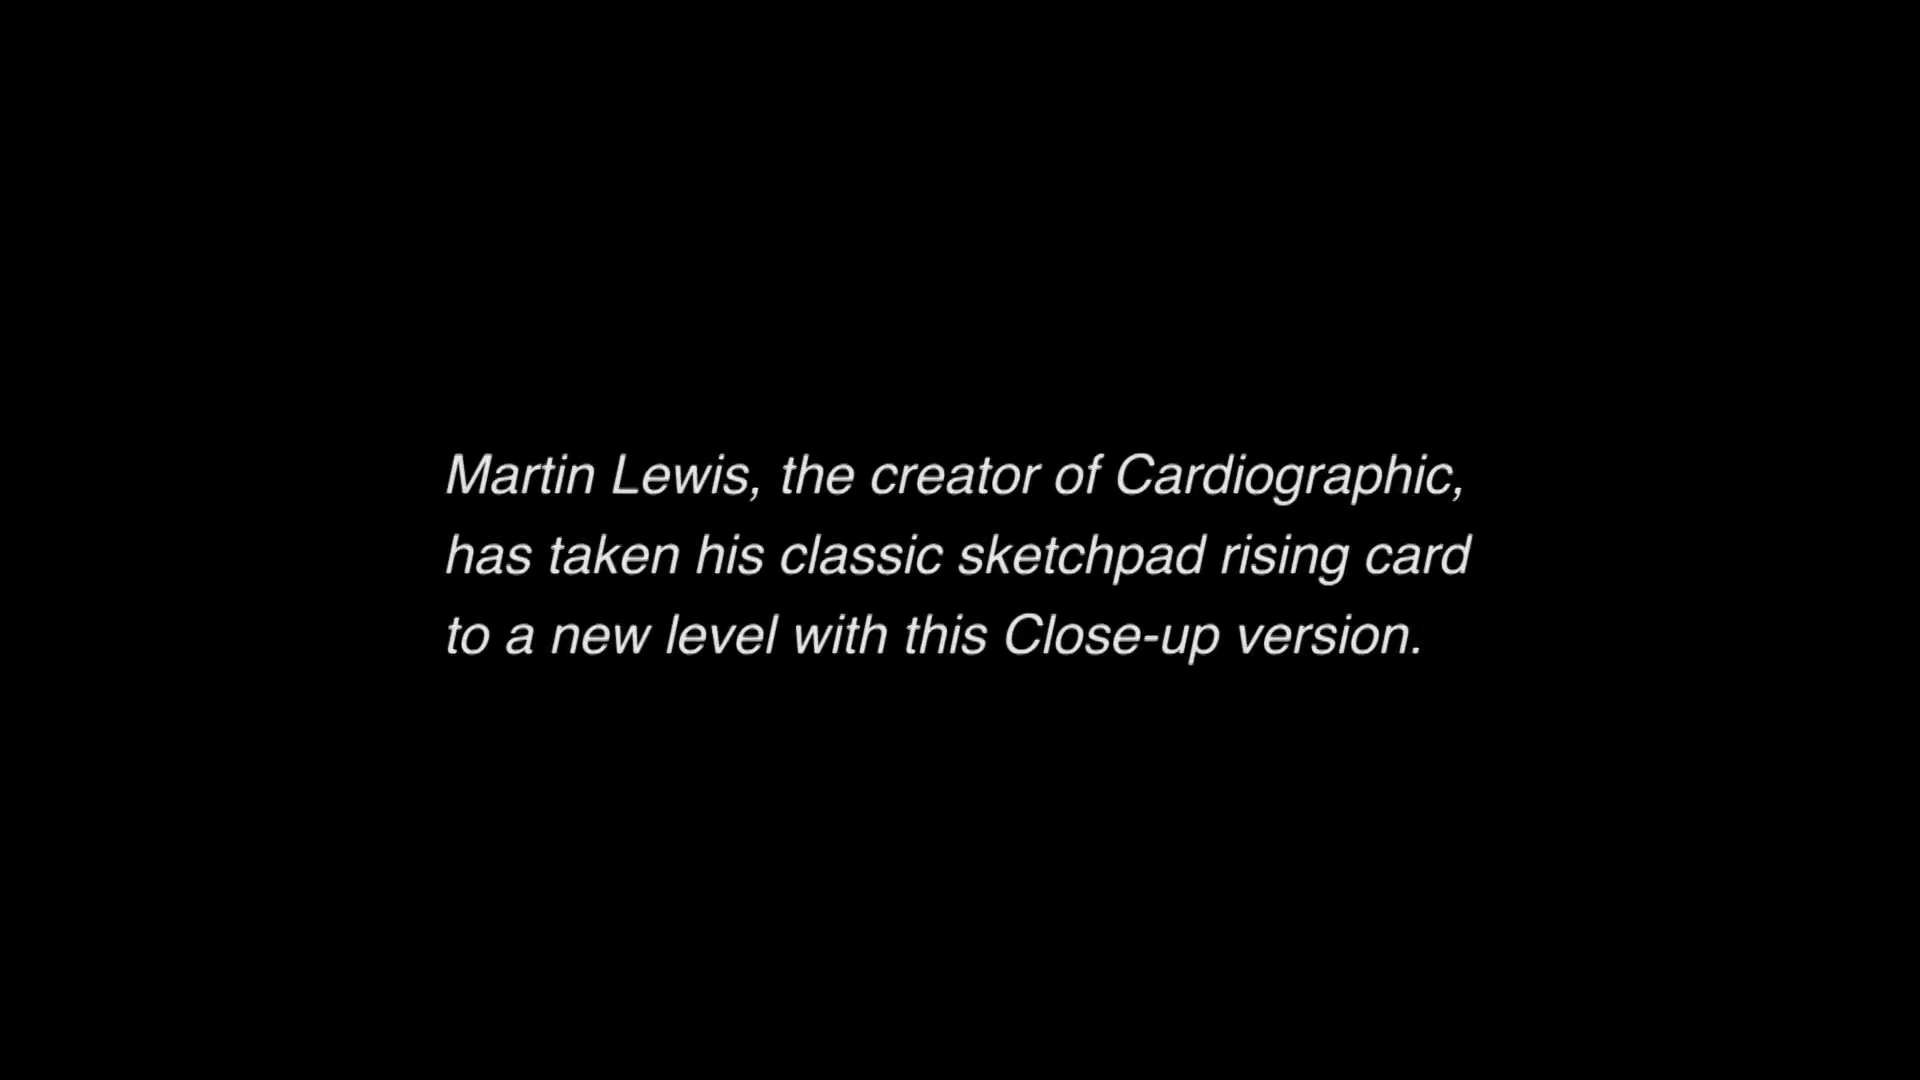 Martin Lewis, the creator of Cardiographic,
has taken his classic sketchpad rising card
to a new level with this Close-up version.